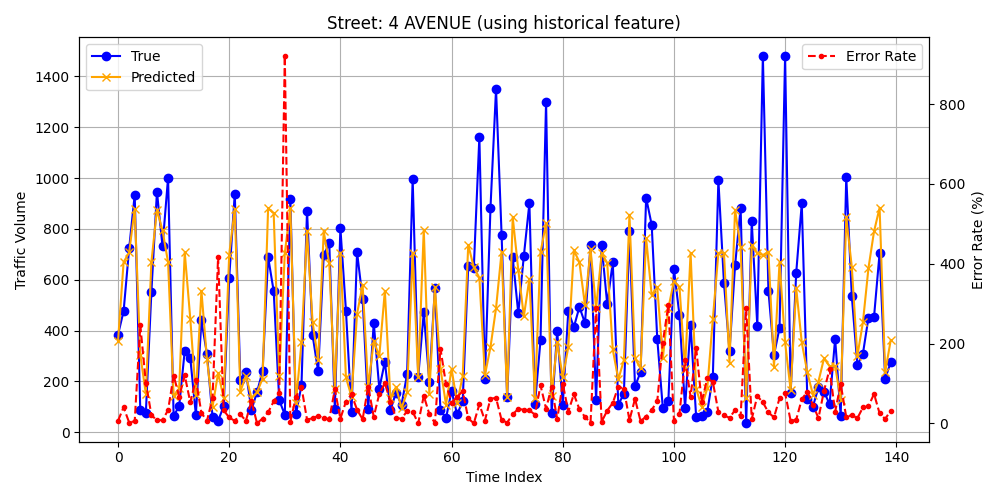 Street: 4 AVENUE (using historical feature)
True
Predicted
Error Rate
Traffic Volume
1400
1200
1000
800
600
400
200
0
800
600
400
200
0
Error Rate (%)
0 20 40 60 80 100 120 140
Time Index